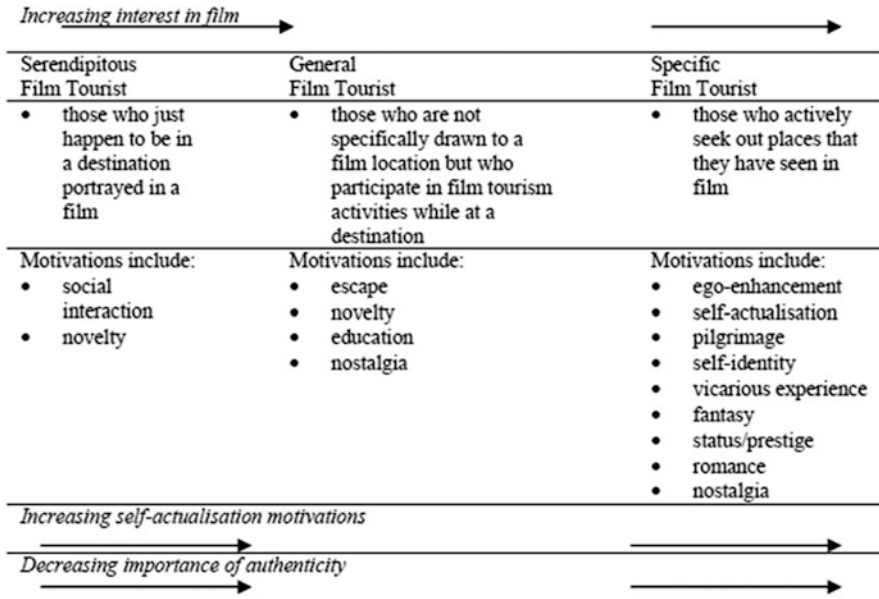 Increasing interest in film
Serendipitous
Film Tourist
General
Film Tourist
Specific
Film Tourist
• those who just
happen to be in
a destination
portrayed in a
film
• those who are not
specifically drawn to a
film location but who
participate in film tourism
activities while at a
destination
• those who actively
seek out places that
they have seen in
film
Motivations include:
• social
interaction
• novelty
Motivations include:
• escape
• novelty
• education
• nostalgia
Motivations include:
• ego-enhancement
• self-actualisation
• pilgrimage
• self-identity
• vicarious experience
• fantasy
• status/prestige
• romance
• nostalgia
Increasing self-actualisation motivations
Decreasing importance of authenticity